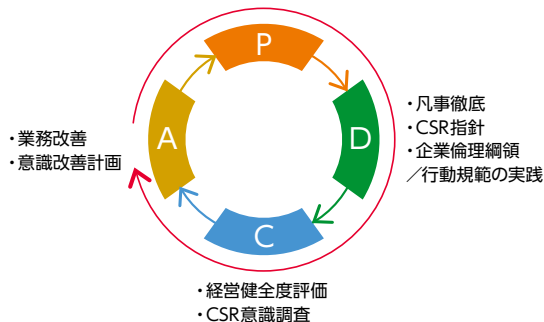 P
D
・凡事徹底
・CSR指針
・企業倫理綱領
／行動規範の実践
C
・経営健全度評価
・CSR意識調査
A
・業務改善
・意識改善計画